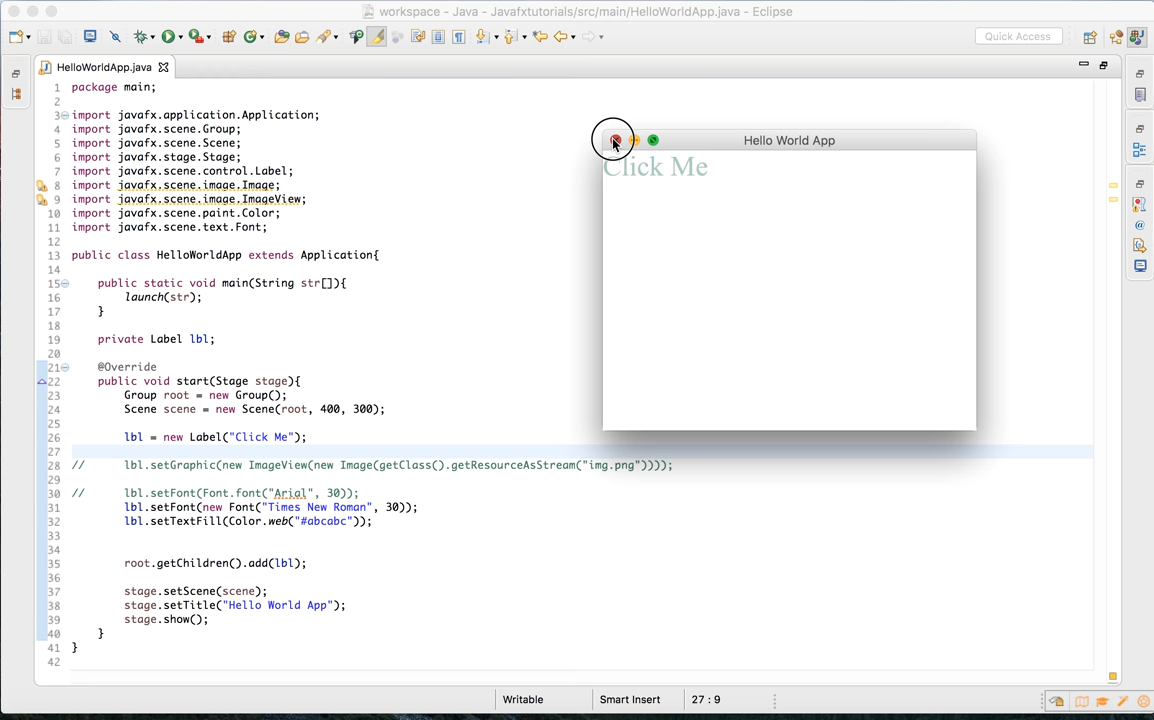 workspace - Java - Javafxtutorials/src/main/HelloWorldApp.java - Eclipse
Quick Access
HelloWorldApp.java
1 package main;
2
3 import javafx.application.Application;
4 import javafx.scene.Group;
5 import javafx.scene.Scene;
6 import javafx.stage.Stage;
7 import javafx.scene.control.Label;
8 import javafx.scene.image.Image;
9 import javafx.scene.image.ImageView;
10 import javafx.scene.paint.Color;
11 import javafx.scene.text.Font;
12
13 public class HelloWorldApp extends Application{
14
15 public static void main(String str[]){
16 launch(str);
17 }
18
19 private Label lbl;
20
21 @Override
22 public void start(Stage stage){
23 Group root = new Group();
24 Scene scene = new Scene(root, 400, 300);
25
26 lbl = new Label("Click Me");
27
28 // lbl.setGraphic(new ImageView(new Image(getClass().getResourceAsStream("img.png"))));
29
30 // lbl.setFont(Font.font("Arial", 30));
31 lbl.setFont(new Font("Times New Roman", 30));
32 lbl.setTextFill(Color.web("#abcabc"));
33
34
35 root.getChildren().add(lbl);
36
37 stage.setScene(scene);
38 stage.setTitle("Hello World App");
39 stage.show();
40 }
41 }
42
Hello World App
Click Me
Writable
Smart Insert
27 : 9